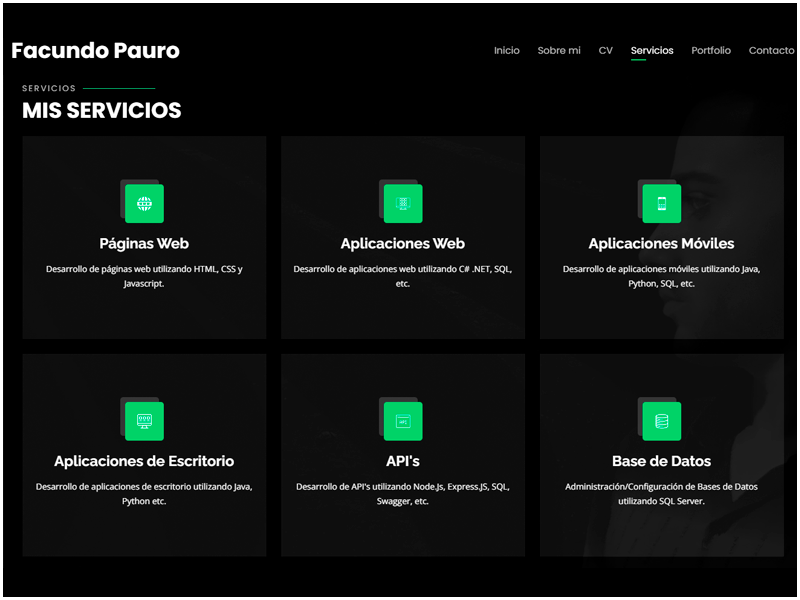 Facundo Pauro
Inicio Sobre mi CV Servicios Portfolio Contacto
SERVICIOS
MIS SERVICIOS
Páginas Web
Desarrollo de páginas web utilizando HTML, CSS y
Javascript.
Aplicaciones Web
Desarrollo de aplicaciones web utilizando C# .NET, SQL,
etc.
Aplicaciones Móviles
Desarrollo de aplicaciones móviles utilizando Java,
Python, SQL, etc.
Aplicaciones de Escritorio
Desarrollo de aplicaciones de escritorio utilizando Java,
Python etc.
API
API's
Desarrollo de API's utilizando Node.Js, Express.JS, SQL,
Swagger, etc.
Base de Datos
Administración/Configuración de Bases de Datos
utilizando SQL Server.